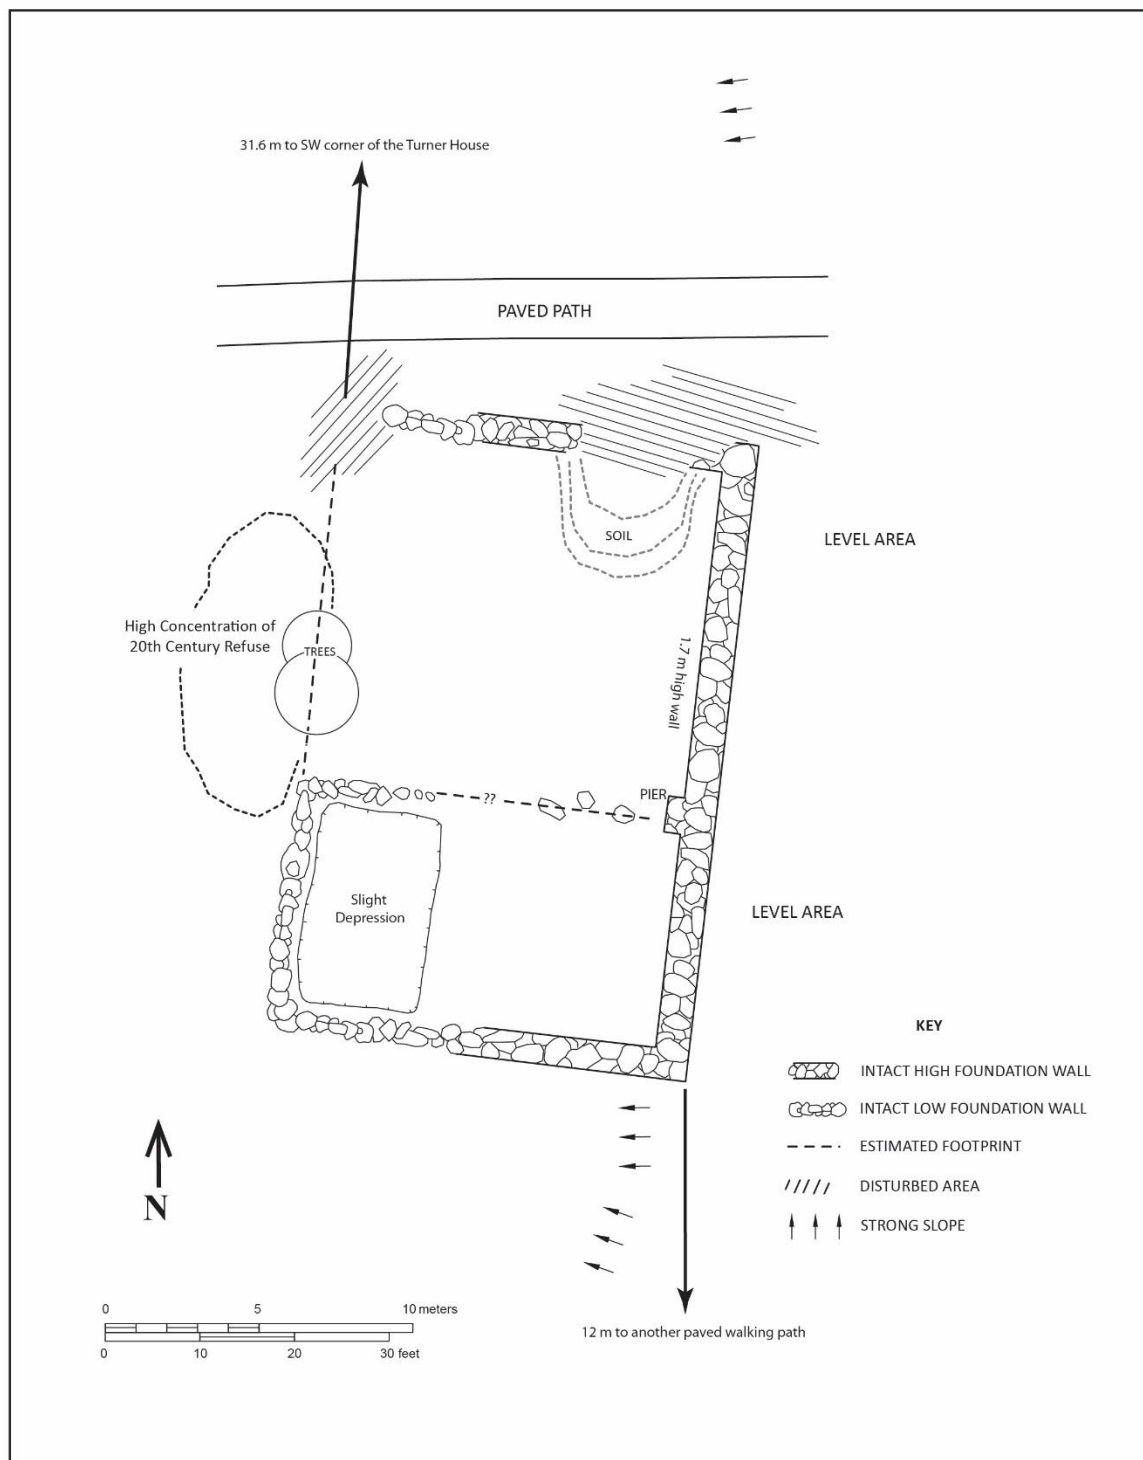 31.6 m to SW corner of the Turner House
PAVED PATH
SOIL
LEVEL AREA
High Concentration of
20th Century Refuse
TREES
1.7 m high wall
PIER
??
Slight
Depression
LEVEL AREA
KEY
INTACT HIGH FOUNDATION WALL
INTACT LOW FOUNDATION WALL
ESTIMATED FOOTPRINT
DISTURBED AREA
STRONG SLOPE
N
0 5 10 meters
0 10 20 30 feet
12 m to another paved walking path